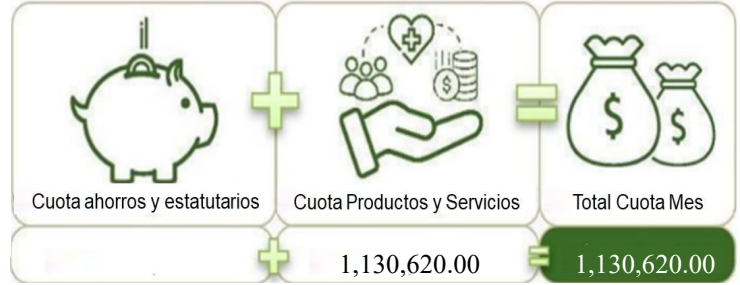 Cuota ahorros y estatutarios
Cuota Productos y Servicios
Total Cuota Mes
+ 1,130,620.00 = 1,130,620.00